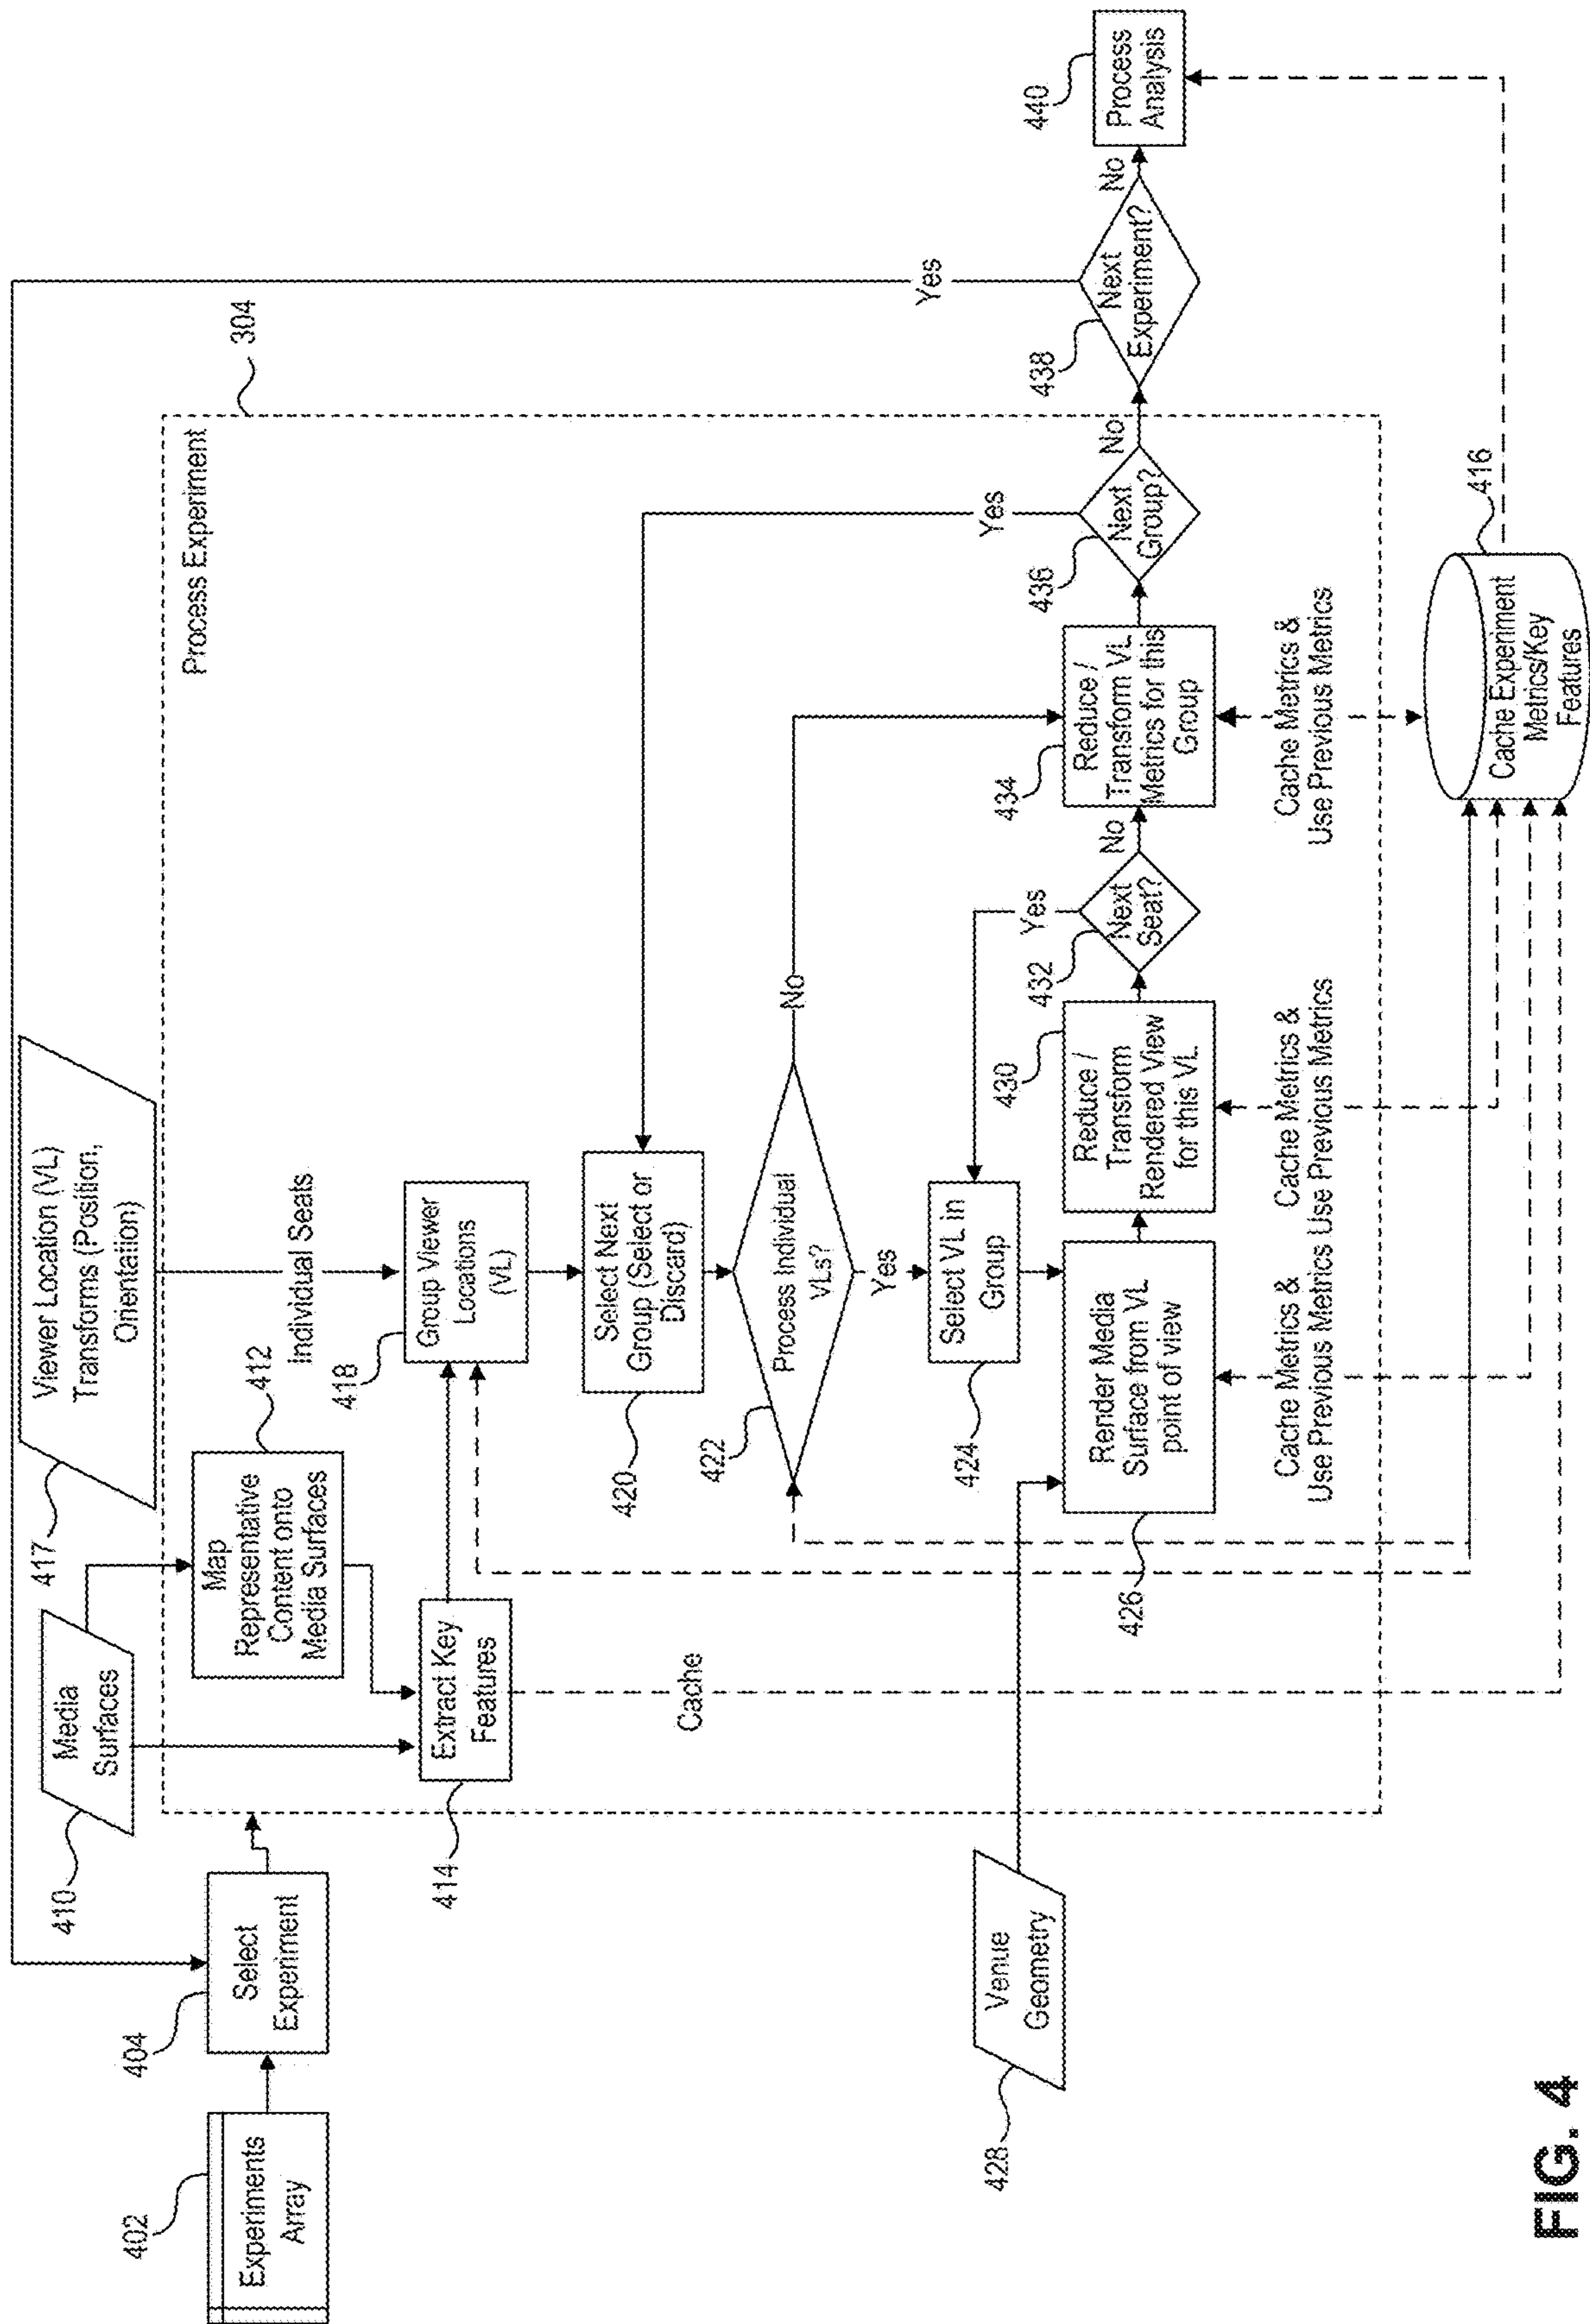 402
Experiments
Array
404
Select
Experiment
410
Media
Surfaces
417
Viewer Location (VL)
Transforms (Position,
Orientation)
304
Process Experiment
412
Map
Representative
Content onto
Media Surfaces
Individual Seats
414
Extract Key
Features
Cache
418
Group Viewer
Locations
(VL)
420
Select Next
Group (Select or
Discard)
422
Process Individual
VLs?
No
Yes
424
Select VL in
Group
428
Venue
Geometry
426
Render Media
Surface from VL
point of view
Cache Metrics &
Use Previous Metrics
430
Reduce /
Transform
Rendered View
for this VL
Cache Metrics &
Use Previous Metrics
432
Next
Seat?
Yes
No
434
Reduce /
Transform VL
Metrics for this
Group
Cache Metrics &
Use Previous Metrics
436
Next
Group?
Yes
No
438
Next
Experiment?
Yes
No
440
Process
Analysis
416
Cache Experiment
Metrics/Key
Features
FIG. 4